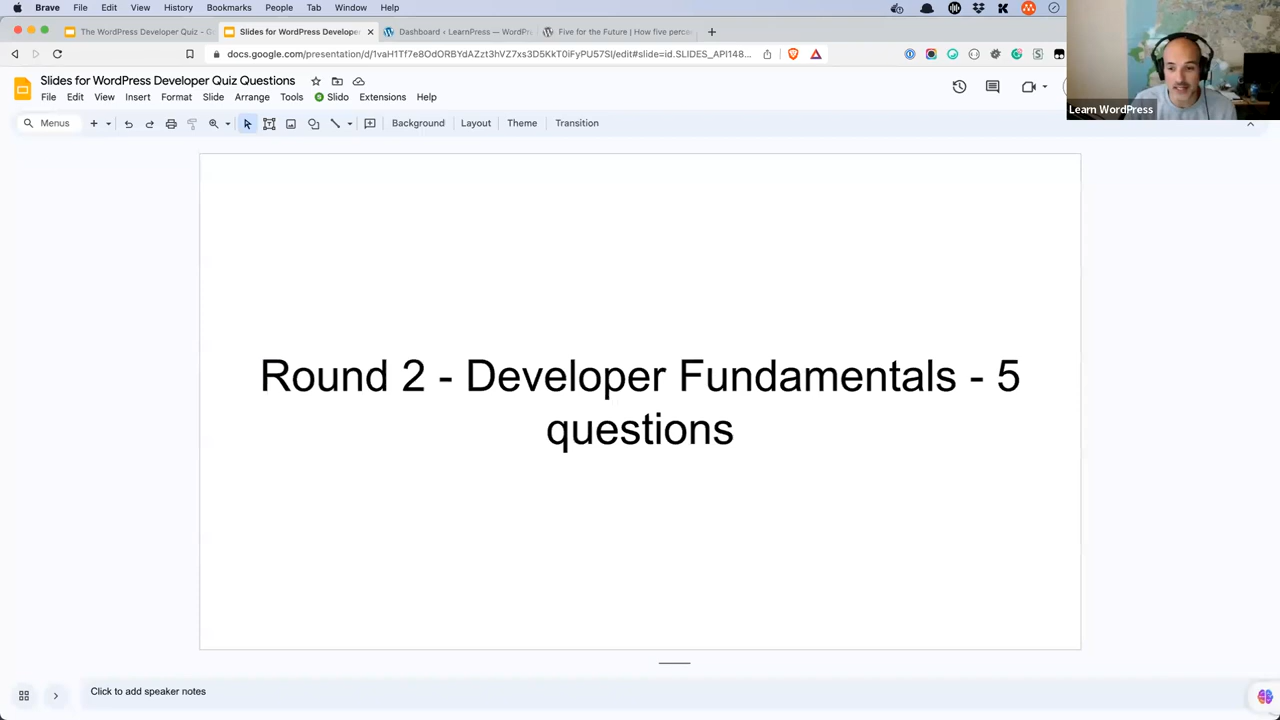 Brave File Edit View History Bookmarks People Tab Window Help
The WordPress Developer Quiz - G
Slides for WordPress Developer
Dashboard ‹ LearnPress — WordPr
Five for the Future | How five perce
docs.google.com/presentation/d/1vaH1Tf7e8OdORBYdAZzt3hVZ7xs3D5KkT0iFyPU57SI/edit#slide=id.SLIDES_API148...
Slides for WordPress Developer Quiz Questions
File Edit View Insert Format Slide Arrange Tools Slido Extensions Help
Learn WordPress
Menus
Background Layout Theme Transition
Round 2 - Developer Fundamentals - 5
questions
Click to add speaker notes